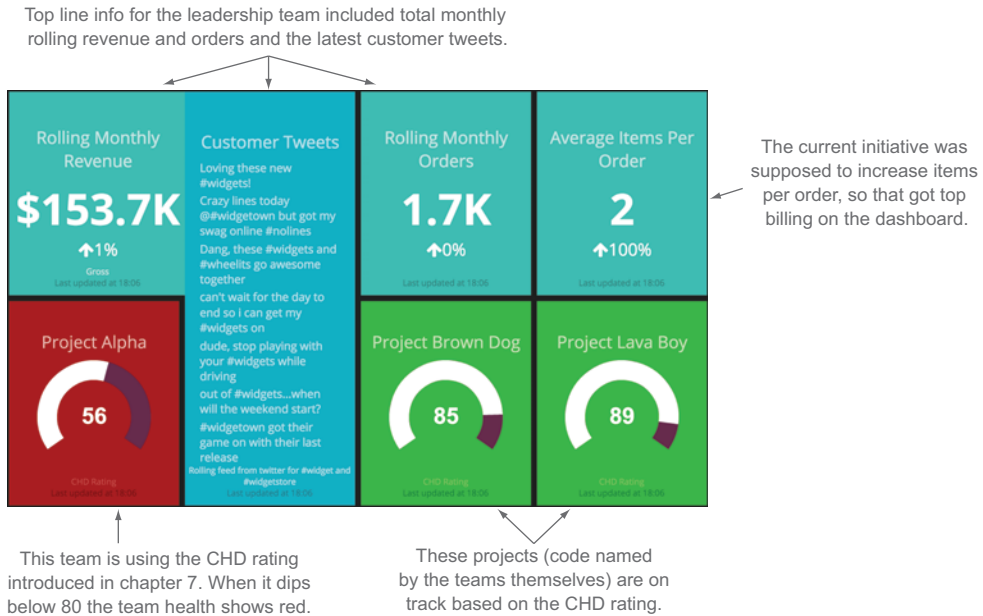 Top line info for the leadership team included total monthly
rolling revenue and orders and the latest customer tweets.
Rolling Monthly
Revenue
$153.7K
1%
Gross
Last updated at 18:06
Customer Tweets
Loving these new
#widgets!
Crazy lines today
@#widgetown but got my
swag online #nolines
Dang, these #widgets and
#wheelits go awesome
together
can't wait for the day to
end so i can get my
#widgets on
dude, stop playing with
your #widgets while
driving
out of #widgets...when
will the weekend start?
#widgetown got their
game on with their last
release
Rolling feed from twitter for #widget and
#widgetstore
Last updated at 18:06
Rolling Monthly
Orders
1.7K
0%
Last updated at 18:06
Average Items Per
Order
2
100%
Last updated at 18:06
The current initiative was
supposed to increase items
per order, so that got top
billing on the dashboard.
Project Alpha
56
CHD Rating
Last updated at 18:06
Project Brown Dog
85
CHD Rating
Last updated at 18:06
Project Lava Boy
89
CHD Rating
Last updated at 18:06
This team is using the CHD rating
introduced in chapter 7. When it dips
below 80 the team health shows red.
These projects (code named
by the teams themselves) are on
track based on the CHD rating.